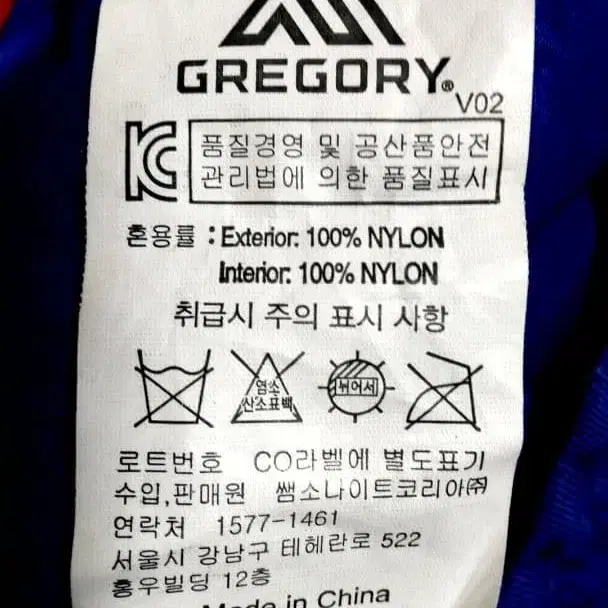 GREGORY®
V02
품질경영 및 공산품안전
관리법에 의한 품질표시
혼용률 : Exterior: 100% NYLON
Interior: 100% NYLON
취급시 주의 표시 사항
염소
산소표백
뉘어서
로트번호 CO라벨에 별도표기
수입,판매원 쌤소나이트코리아㈜
연락처 1577-1461
서울시 강남구 테헤란로 522
홍우빌딩 12층
Made in China